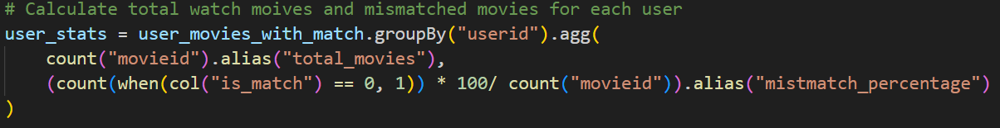 # Calculate total watch moives and mismatched movies for each user
user_stats = user_movies_with_match.groupBy("userid").agg(
    count("movieid").alias("total_movies"),
    (count(when(col("is_match") == 0, 1)) * 100/ count("movieid")).alias("mistmatch_percentage")
)